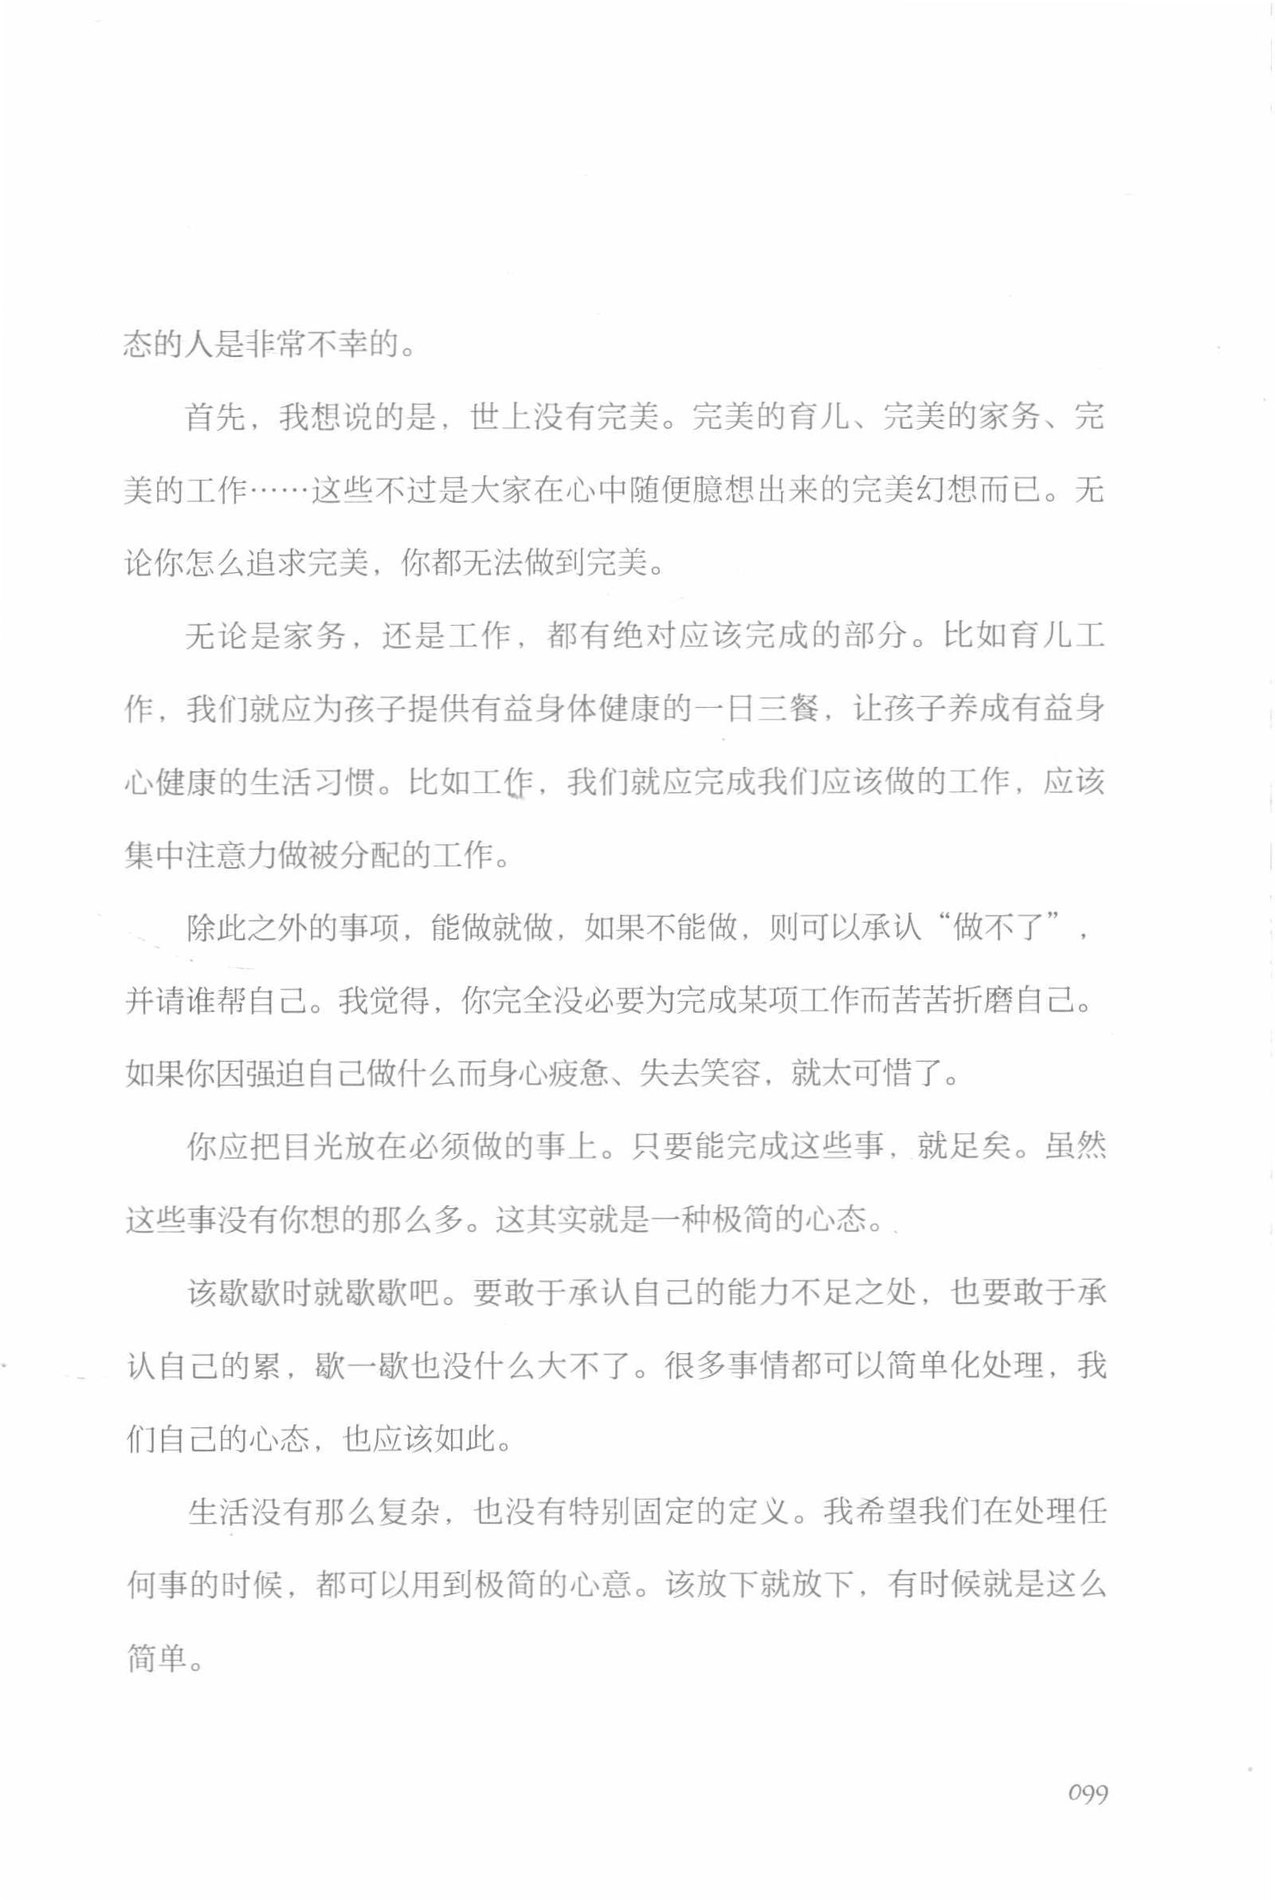 态的人是非常不幸的。
首先，我想说的是，世上没有完美。完美的育儿、完美的家务、完
美的工作……这些不过是大家在心中随便臆想出来的完美幻想而已。无
论你怎么追求完美，你都无法做到完美。
无论是家务，还是工作，都有绝对应该完成的部分。比如育儿工
作，我们就应为孩子提供有益身体健康的一日三餐，让孩子养成有益身
心健康的生活习惯。比如工作，我们就应完成我们应该做的工作，应该
集中注意力做被分配的工作。
除此之外的事项，能做就做，如果不能做，则可以承认“做不了”，
并请谁帮自己。我觉得，你完全没必要为完成某项工作而苦苦折磨自己。
如果你因强迫自己做什么而身心疲惫、失去笑容，就太可惜了。
你应把目光放在必须做的事上。只要能完成这些事，就足矣。虽然
这些事没有你想的那么多。这其实就是一种极简的心态。
该歇歇时就歇歇吧。要敢于承认自己的能力不足之处，也要敢于承
认自己的累，歇一歇也没什么大不了。很多事情都可以简单化处理，我
们自己的心态，也应该如此。
生活没有那么复杂，也没有特别固定的定义。我希望我们在处理任
何事的时候，都可以用到极简的心意。该放下就放下，有时候就是这么
简单。
099